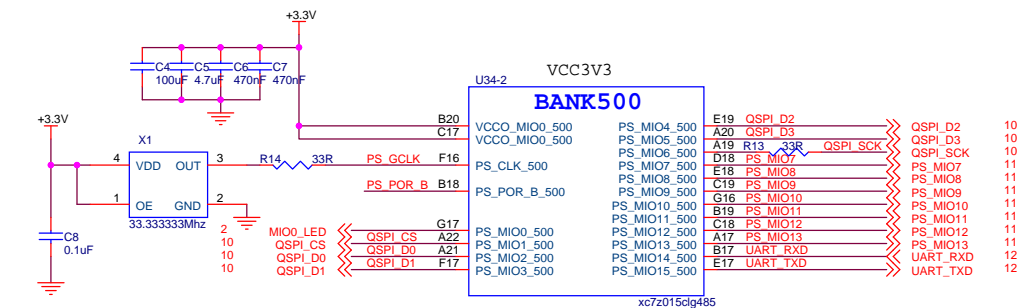 +3.3V
C4 C5 C6 C7
100uF 4.7uF 470nF 470nF
VCC3V3
U34-2
BANK500
B20 VCCO_MIO0_500
C17 VCCO_MIO0_500
PS_MIO4_500 E19 QSPI_D2 QSPI_D2 10
PS_MIO5_500 A20 QSPI_D3 QSPI_D3 10
PS_MIO6_500 A19 R13 33R QSPI_SCK QSPI_SCK 10
PS_MIO7_500 D18 PS_MIO7 PS_MIO7 11
PS_MIO8_500 E18 PS_MIO8 PS_MIO8 11
PS_MIO9_500 C19 PS_MIO9 PS_MIO9 11
PS_MIO10_500 G16 PS_MIO10 PS_MIO10 11
PS_MIO11_500 B19 PS_MIO11 PS_MIO11 11
PS_MIO12_500 C18 PS_MIO12 PS_MIO12 11
PS_MIO13_500 A17 PS_MIO13 PS_MIO13 11
PS_MIO14_500 B17 UART_RXD UART_RXD 12
PS_MIO15_500 E17 UART_TXD UART_TXD 12
+3.3V
X1
4 VDD OUT 3 R14 33R PS_GCLK F16 PS_CLK_500
PS_POR_B B18 PS_POR_B_500
1 OE GND 2
33.333333Mhz
C8
0.1uF
2 MIO0_LED G17 PS_MIO0_500
10 QSPI_CS QSPI_CS A22 PS_MIO1_500
10 QSPI_D0 QSPI_D0 A21 PS_MIO2_500
10 QSPI_D1 QSPI_D1 F17 PS_MIO3_500
xc7z015clg485